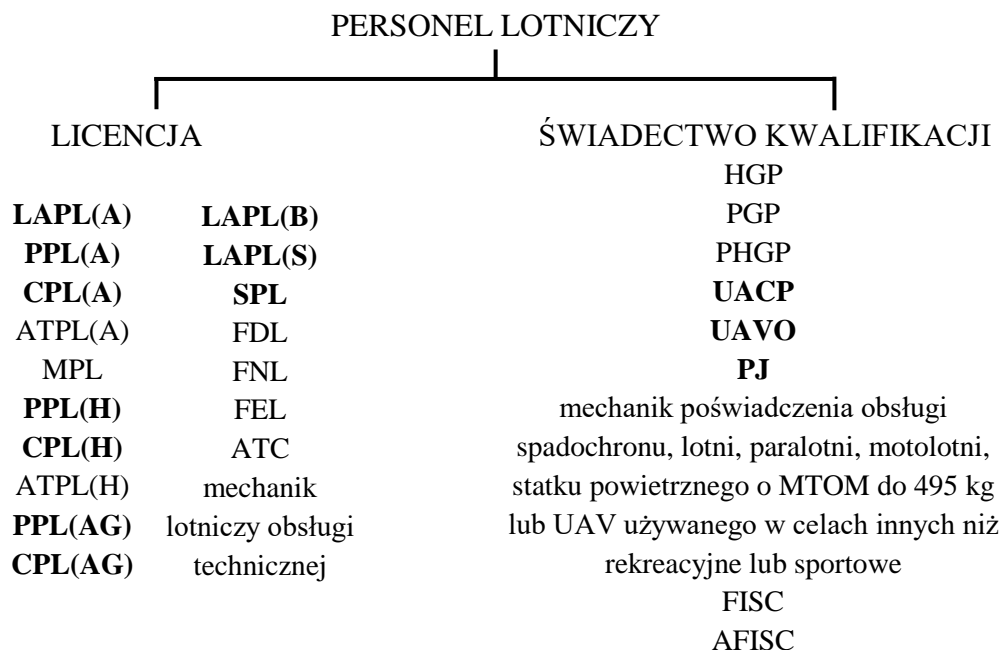 PERSONEL LOTNICZY
LICENCJA
LAPL(A)
PPL(A)
CPL(A)
ATPL(A)
MPL
PPL(H)
CPL(H)
ATPL(H)
PPL(AG)
CPL(AG)
LAPL(B)
LAPL(S)
SPL
FDL
FNL
FEL
ATC
mechanik
lotniczy obsługi
technicznej
ŚWIADECTWO KWALIFIKACJI
HGP
PGP
PHGP
UACP
UAVO
PJ
mechanik poświadczenia obsługi
spadochronu, lotni, paralotni, motolotni,
statku powietrznego o MTOM do 495 kg
lub UAV używanego w celach innych niż
rekreacyjne lub sportowe
FISC
AFISC